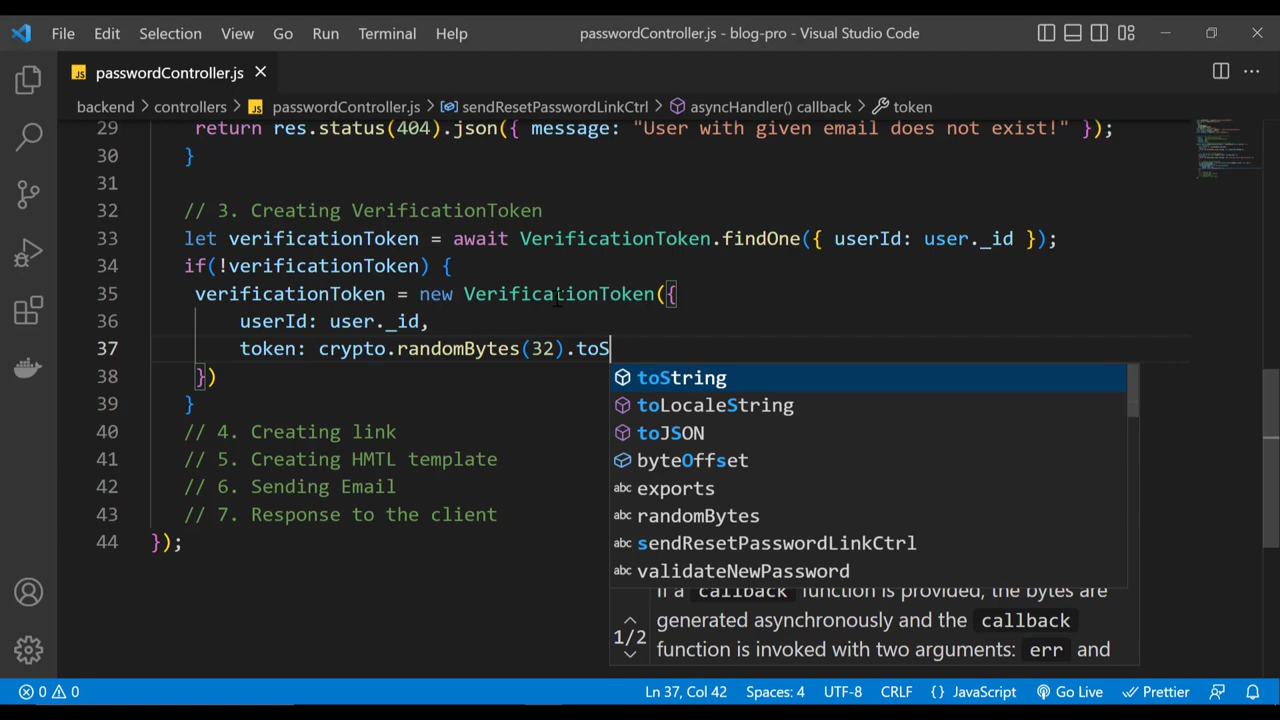 File Edit Selection View Go Run Terminal Help passwordController.js - blog-pro - Visual Studio Code
JS passwordController.js
backend > controllers > JS passwordController.js > sendResetPasswordLinkCtrl > asyncHandler() callback > token
29 return res.status(404).json({ message: "User with given email does not exist!" });
30 }
31
32 // 3. Creating VerificationToken
33 let verificationToken = await VerificationToken.findOne({ userId: user._id });
34 if(!verificationToken) {
35 verificationToken = new VerificationToken({
36 userId: user._id,
37 token: crypto.randomBytes(32).toS
38 })
39 }
40 // 4. Creating link
41 // 5. Creating HMTL template
42 // 6. Sending Email
43 // 7. Response to the client
44 });
toString
toLocaleString
toJSON
byteOffset
abc exports
abc randomBytes
abc sendResetPasswordLinkCtrl
abc validateNewPassword
If a callback function is provided, the bytes are
generated asynchronously and the callback
1/2 function is invoked with two arguments: err and
0 0 Ln 37, Col 42 Spaces: 4 UTF-8 CRLF {} JavaScript Go Live Prettier